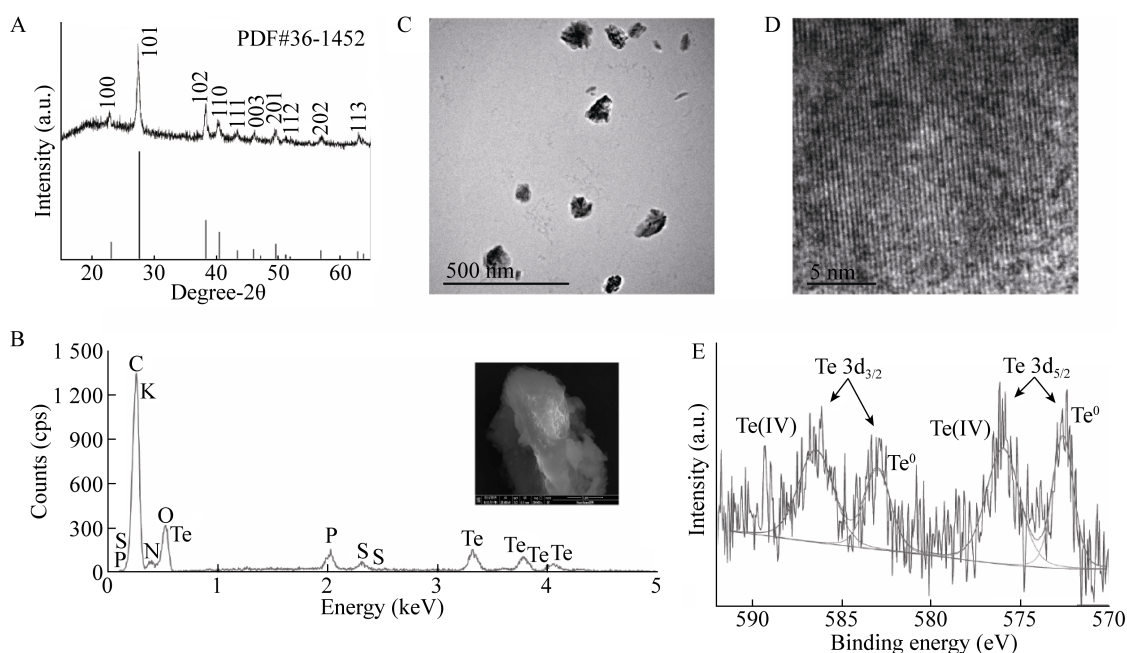 A
PDF#36-1452
100
101
102
110
111
003
201
112
202
113
Intensity (a.u.)
20 30 40 50 60
Degree-2θ
C
500 nm
D
5 nm
B
1 500
1 200
900
600
300
0
Counts (cps)
C
K
S
P
N
O
Te
P
S
S
Te
Te
Te
Te
0 1 2 3 4 5
Energy (keV)
E
Te 3d3/2
Te 3d5/2
Te(IV)
Te0
Te(IV)
Te0
Intensity (a.u.)
590 585 580 575 570
Binding energy (eV)